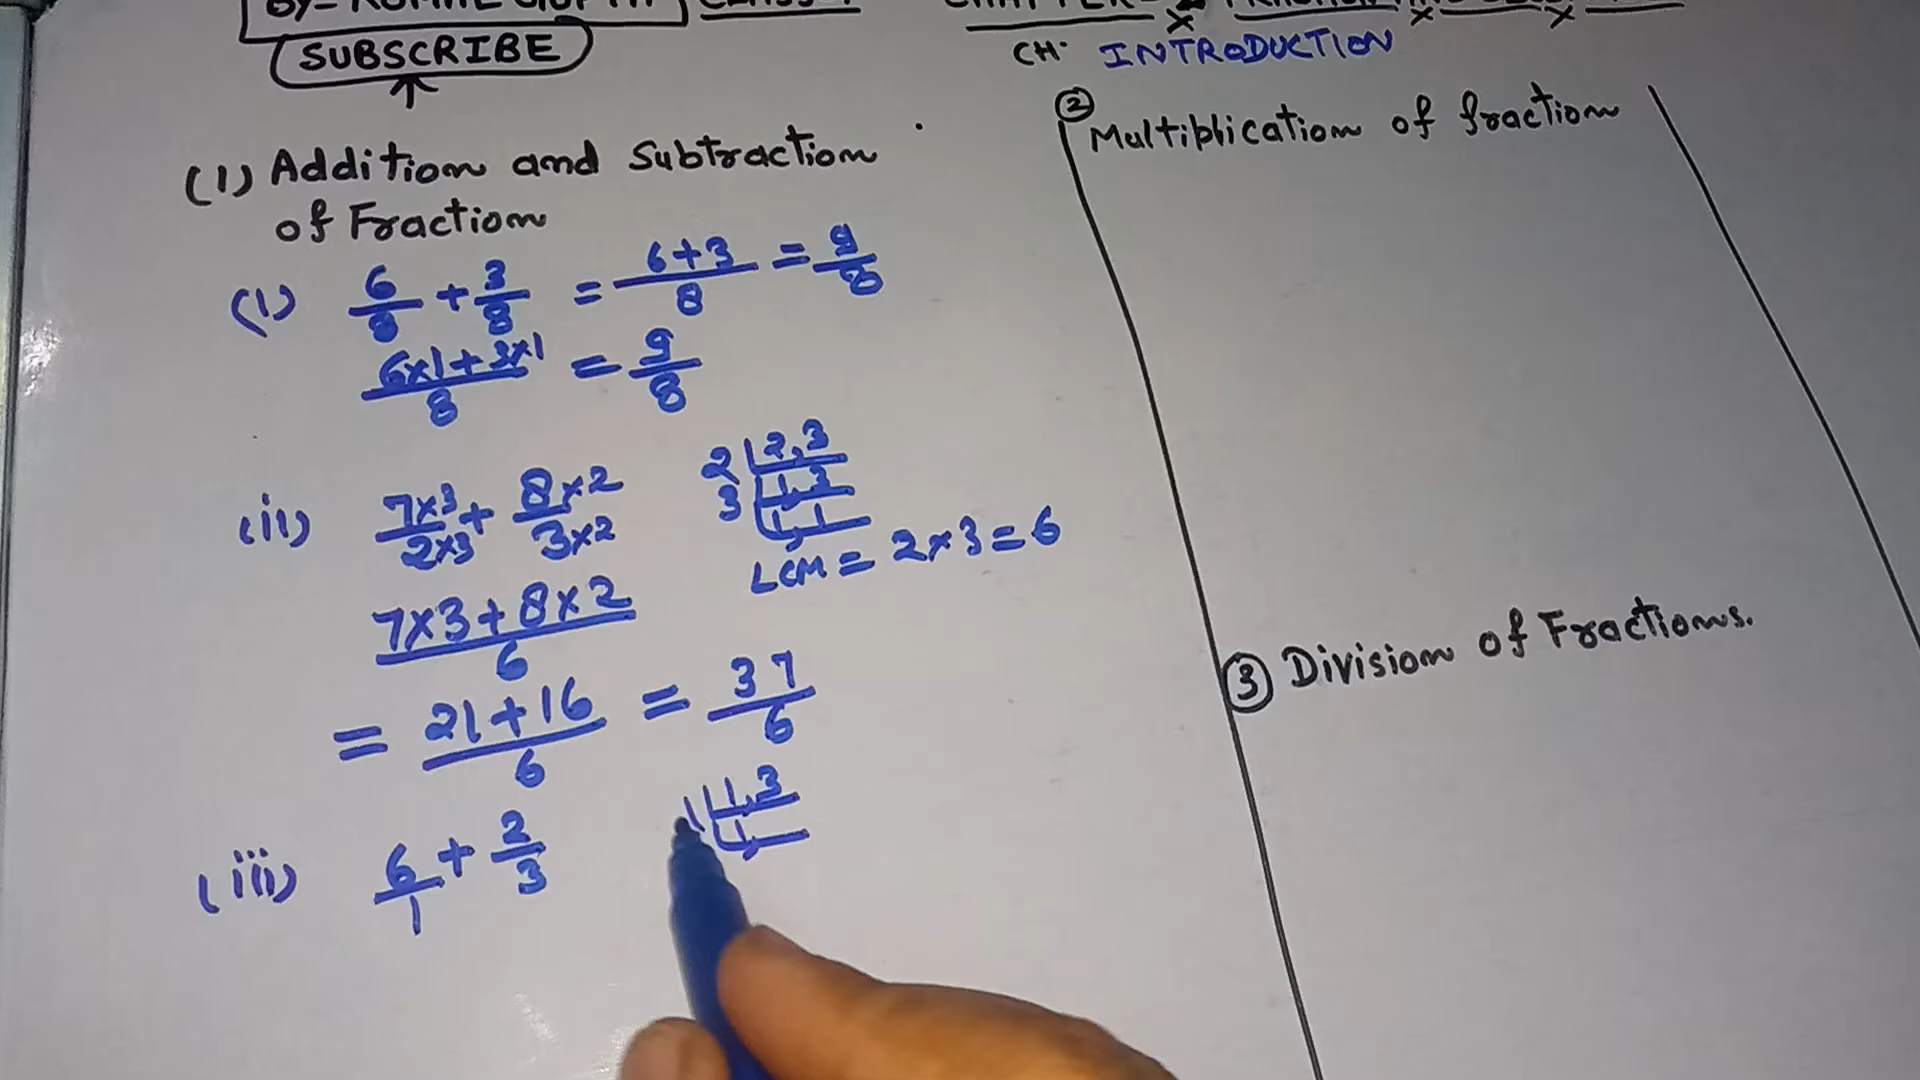 SUBSCRIBE
CH· INTRODUCTION
(1) Addition and Subtraction
of Fraction
(1) 6/8 + 3/8 = 6+3/8 = 9/8
6×1+3×1/8 = 9/8
(ii) 7×3/2×3 + 8×2/3×2
7×3+8×2/6
= 21+16/6 = 37/6
2 | 2,3
3 | 1,3
1,1
LCM = 2×3=6
(iii) 6/1 + 2/3
1 | 1,3
1,
② Multiplication of fraction
③ Division of Fractions.